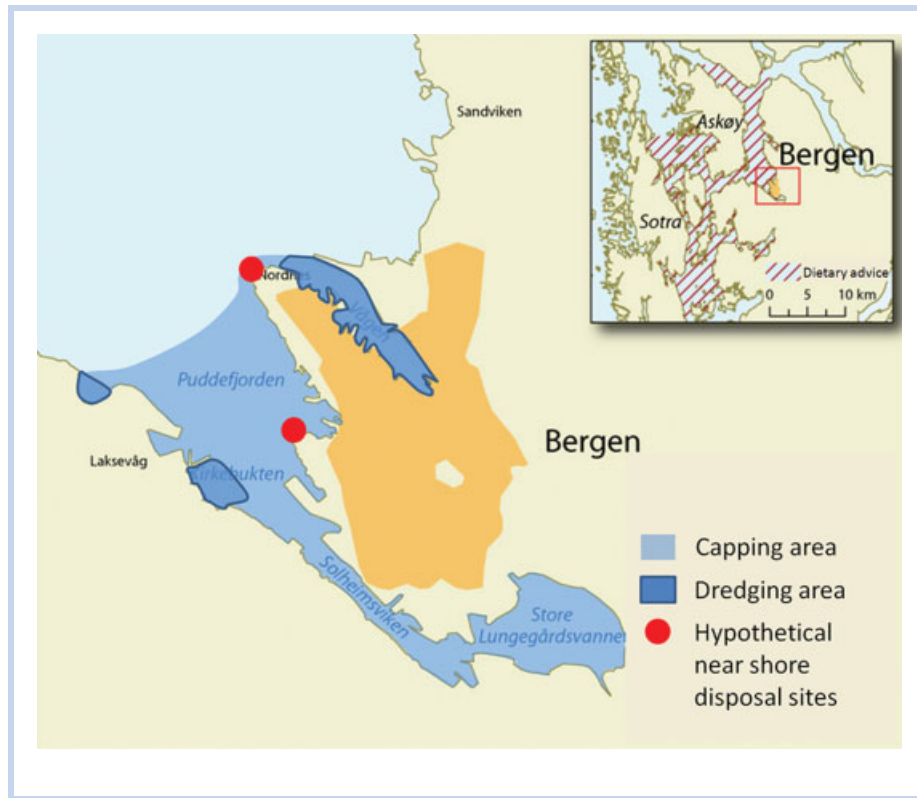 Sandviken
Askøy
Bergen
Sotra
Dietary advice
0 5 10 km
Nordnes
Vågen
Puddefjorden
Bergen
Laksevåg
Kirkebukten
Solheimsviken
Store
Lungegårdsvannet
Capping area
Dredging area
Hypothetical
near shore
disposal sites